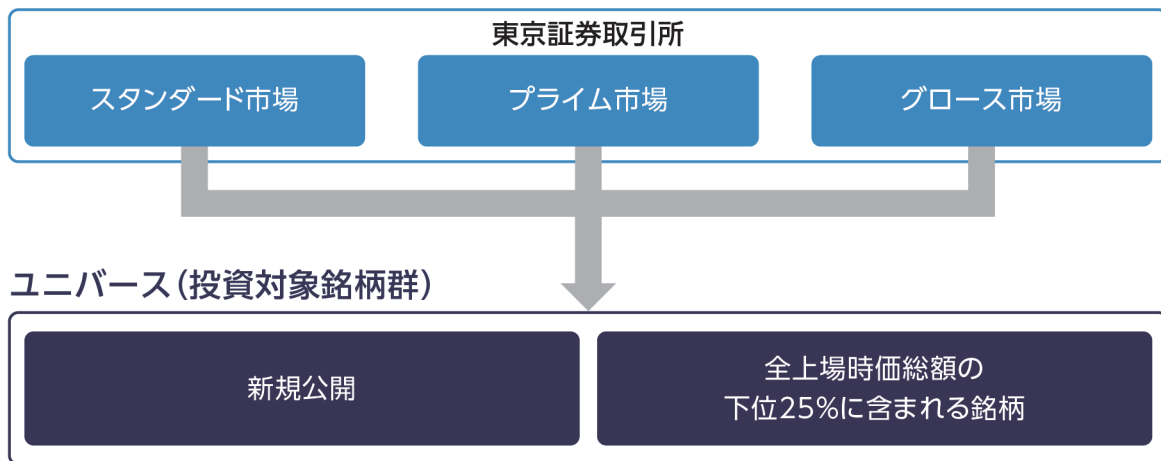 東京証券取引所
スタンダード市場
プライム市場
グロース市場
ユニバース(投資対象銘柄群)
新規公開
全上場時価総額の
下位25%に含まれる銘柄